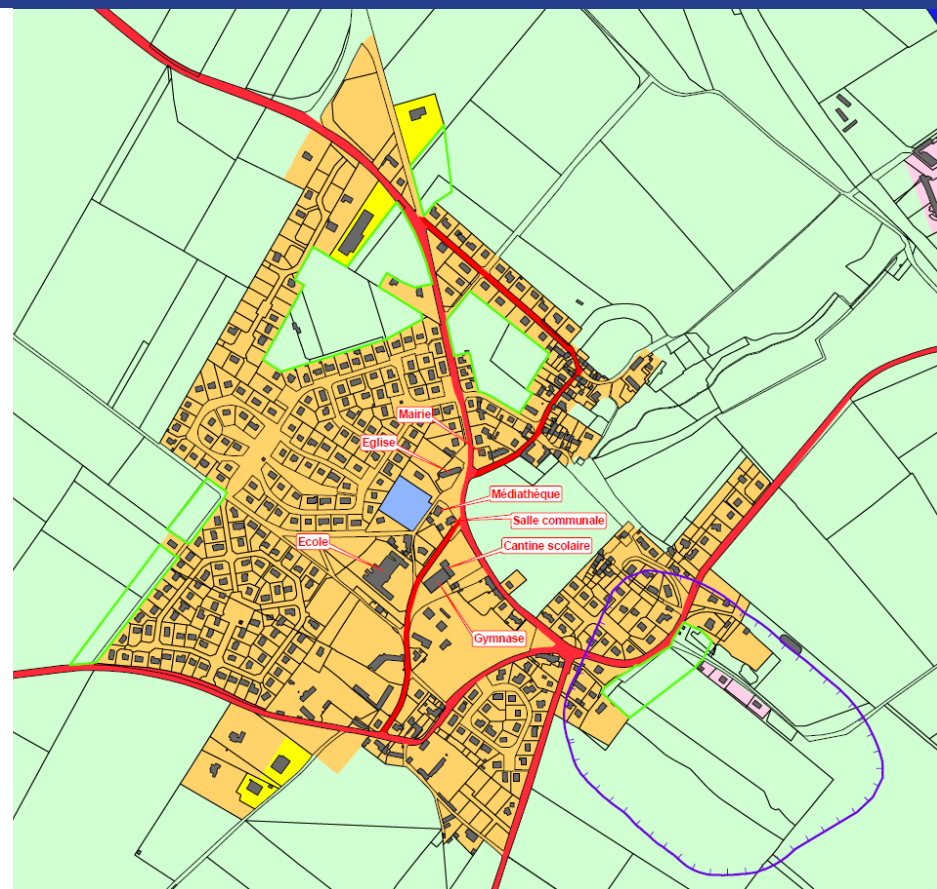 Mairie
Eglise
Médiathèque
Salle communale
Ecole
Cantine scolaire
Gymnase